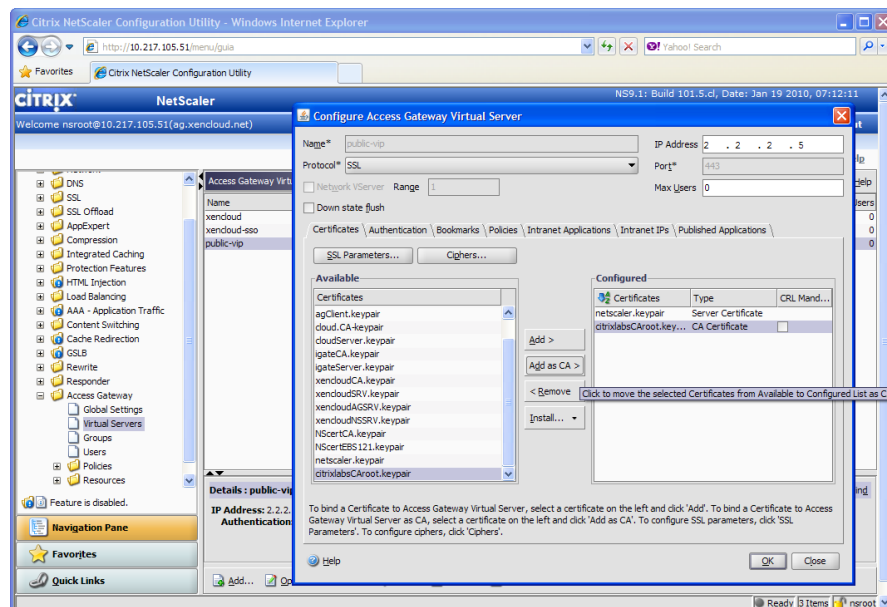 Citrix NetScaler Configuration Utility - Windows Internet Explorer
http://10.217.105.51/menu/guia
Yahoo! Search
Favorites
Citrix NetScaler Configuration Utility
CITRIX
NetScaler
NS9.1: Build 101.5.cl, Date: Jan 19 2010, 07:12:11
Welcome nsroot@10.217.105.51(ag.xencloud.net)
DNS
SSL
SSL Offload
AppExpert
Compression
Integrated Caching
Protection Features
HTML Injection
Load Balancing
AAA - Application Traffic
Content Switching
Cache Redirection
GSLB
Rewrite
Responder
Access Gateway
Global Settings
Virtual Servers
Groups
Users
Policies
Resources
Feature is disabled.
Navigation Pane
Favorites
Quick Links
Access Gateway Virtu
Help
Name
Users
xencloud
0
xencloud-sso
0
public-vip
0
Details : public-vip
IP Address: 2.2.2.
Authentication:
Add...
Op
Configure Access Gateway Virtual Server
Name*
public-vip
IP Address
2 . 2 . 2 . 5
Protocol*
SSL
Port*
443
Network VServer
Range
1
Max Users
0
Down state flush
Certificates
Authentication
Bookmarks
Policies
Intranet Applications
Intranet IPs
Published Applications
SSL Parameters...
Ciphers...
Available
Certificates
agClient.keypair
cloud.CA-keypair
cloudServer.keypair
igateCA.keypair
igateServer.keypair
xencloudCA.keypair
xencloudSRV.keypair
xencloudAGSRV.keypair
xencloudNSSRV.keypair
NScertCA.keypair
NScertEBS121.keypair
netscaler.keypair
citrixlabsCAroot.keypair
Add >
Add as CA >
< Remove
Install...
Configured
Certificates
Type
CRL Mand...
netscaler.keypair
Server Certificate
citrixlabsCAroot.key...
CA Certificate
Click to move the selected Certificates from Available to Configured List as C
To bind a Certificate to Access Gateway Virtual Server, select a certificate on the left and click 'Add'. To bind a Certificate to Access
Gateway Virtual Server as CA, select a certificate on the left and click 'Add as CA'. To configure SSL parameters, click 'SSL
Parameters'. To configure ciphers, click 'Ciphers'.
Help
OK
Close
Ready
3 Items
nsroot